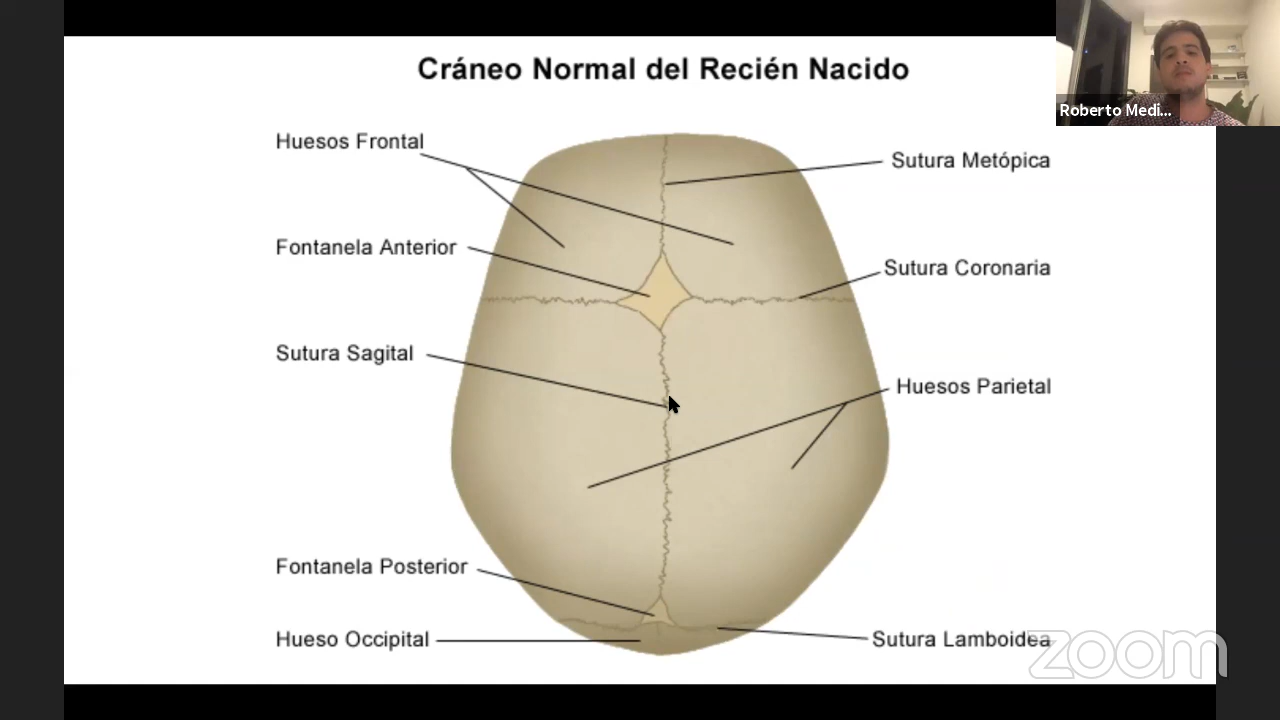 Cráneo Normal del Recién Nacido
Roberto Medi...
Huesos Frontal
Sutura Metópica
Fontanela Anterior
Sutura Coronaria
Sutura Sagital
Huesos Parietal
Fontanela Posterior
Hueso Occipital
Sutura Lamboidea
zoom